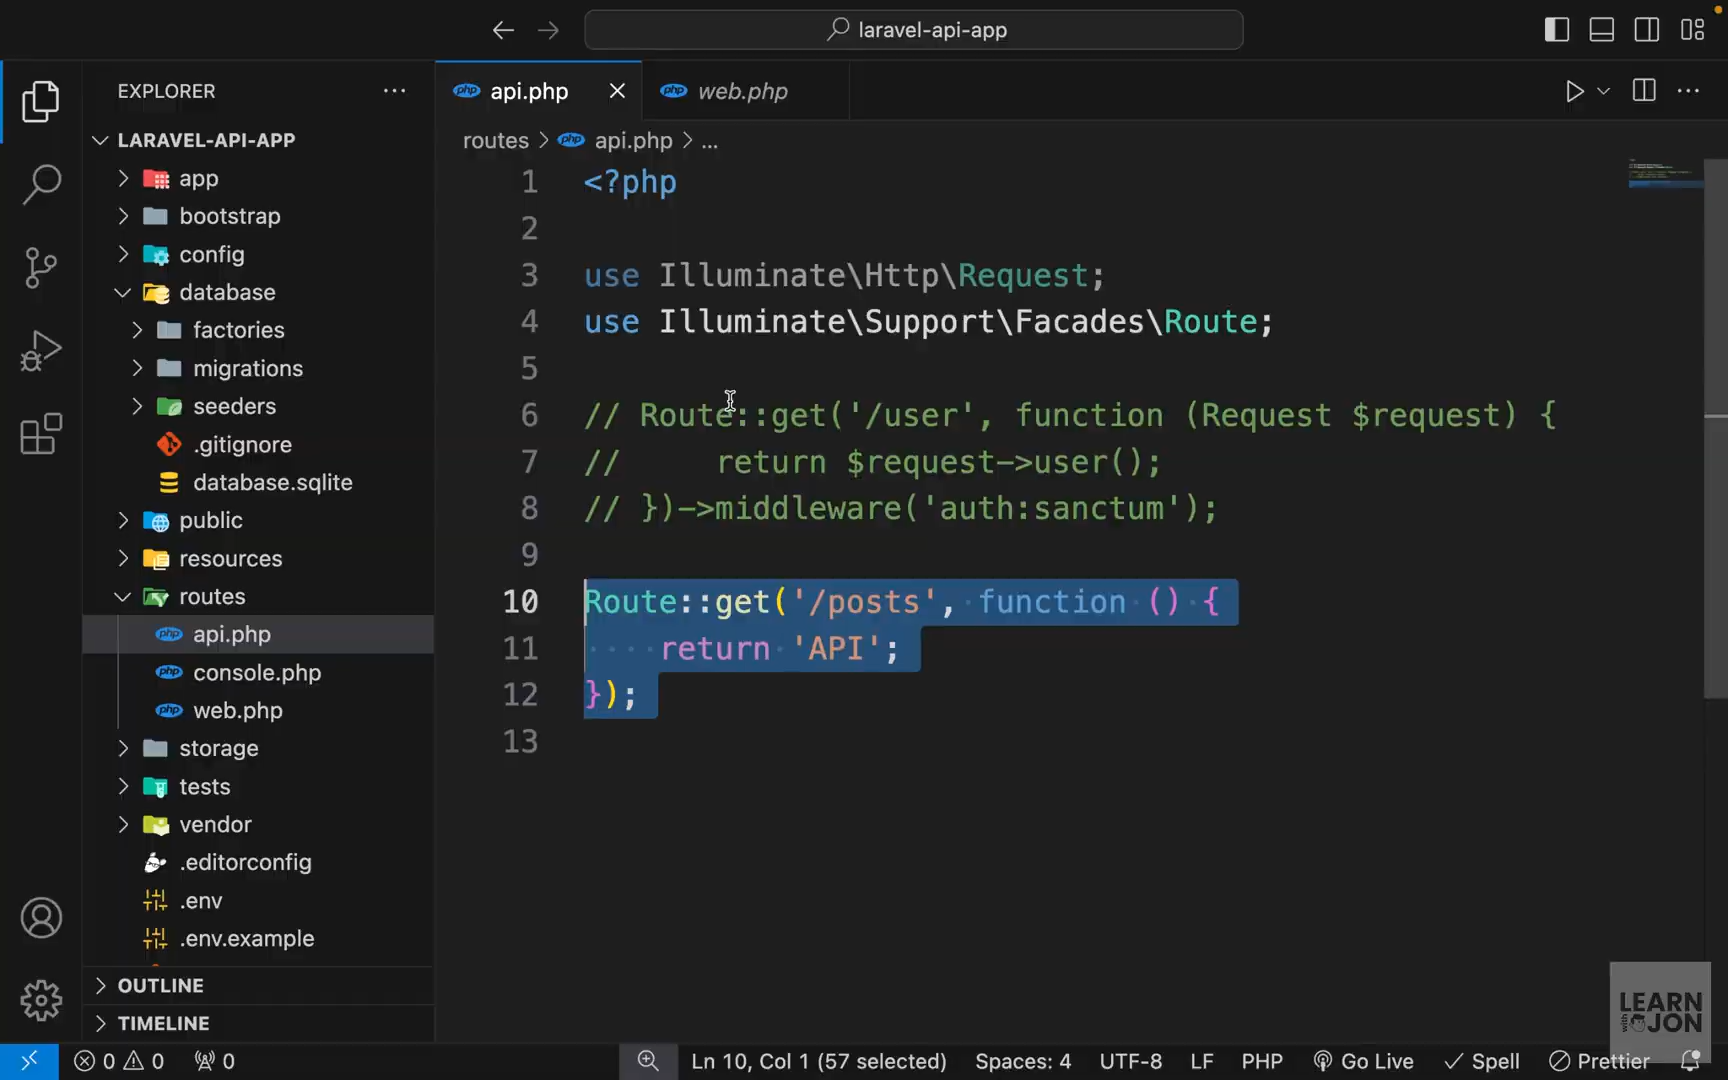 laravel-api-app
EXPLORER
LARAVEL-API-APP
app
bootstrap
config
database
factories
migrations
seeders
.gitignore
database.sqlite
public
resources
routes
api.php
console.php
web.php
storage
tests
vendor
.editorconfig
.env
.env.example
OUTLINE
TIMELINE
php api.php
php web.php
routes > php api.php > ...
1 <?php
2
3 use Illuminate\Http\Request;
4 use Illuminate\Support\Facades\Route;
5
6 // Route::get('/user', function (Request $request) {
7 //     return $request->user();
8 // })->middleware('auth:sanctum');
9
10 Route::get('/posts', function () {
11     return 'API';
12 });
13
LEARN
with JON
0 0 0 Ln 10, Col 1 (57 selected) Spaces: 4 UTF-8 LF PHP Go Live Spell Prettier